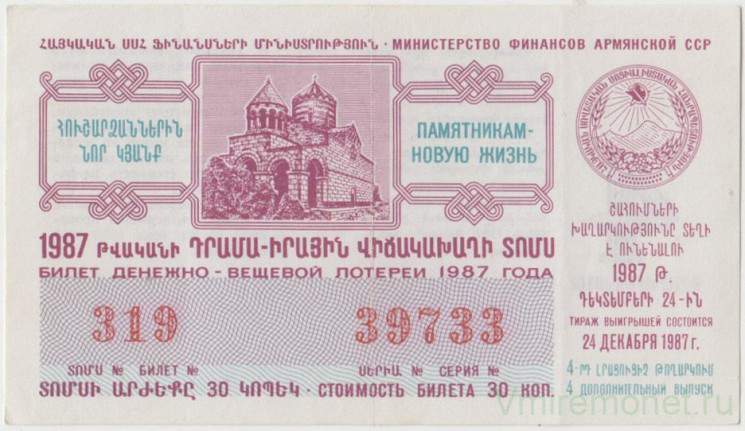 ՀԱՅԿԱԿԱՆ ՍՍՀ ՖԻՆԱՆՍՆԵՐԻ ՄԻՆԻՍՏՐՈՒԹՅՈՒՆ · МИНИСТЕРСТВО ФИНАНСОВ АРМЯНСКОЙ ССР
ՀՈՒՇԱՐՁԱՆՆԵՐԻՆ
ՆՈՐ ԿՅԱՆՔ
ПАМЯТНИКАМ-
НОВУЮ ЖИЗНЬ
1987 ԹՎԱԿԱՆԻ ԴՐԱՄԱ-ԻՐԱՅԻՆ ՎԻՃԱԿԱԽԱՂԻ ՏՈՄՍ
БИЛЕТ ДЕНЕЖНО-ВЕЩЕВОЙ ЛОТЕРЕИ 1987 ГОДА
319 39733
ՏՈՄՍ № БИЛЕТ № ՍԵՐԻԱ № СЕРИЯ №
ՏՈՄՍԻ ԱՐԺԵՔԸ 30 ԿՈՊԵԿ · СТОИМОСТЬ БИЛЕТА 30 КОП.
ՇԱՀՈՒՄՆԵՐԻ
ԽԱՂԱՐԿՈՒԹՅՈՒՆԸ ՏԵՂԻ
Է ՈՒՆԵՆԱԼՈՒ
1987 Թ.
ԴԵԿՏԵՄԲԵՐԻ 24-ԻՆ
ТИРАЖ ВЫИГРЫШЕЙ СОСТОИТСЯ
24 ДЕКАБРЯ 1987 г.
4-ՐԴ ԼՐԱՑՈՒՑԻՉ ԹՈՂԱՐԿՈՒՄ
4 ДОПОЛНИТЕЛЬНЫЙ ВЫПУСК
Vmiremonet.ru